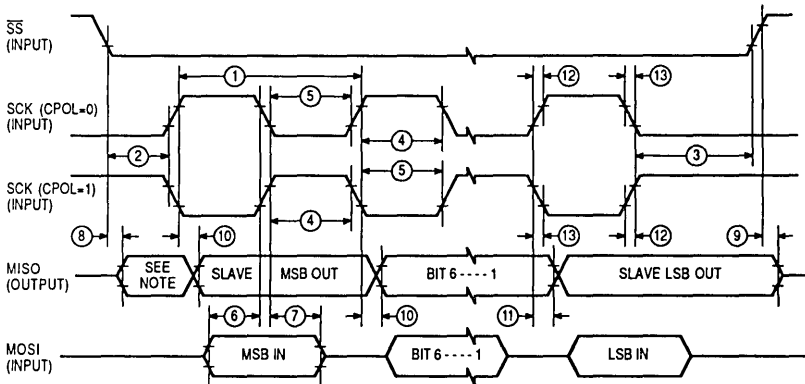 SS
(INPUT)
① ⑤ ⑫ ⑬
SCK (CPOL=0)
(INPUT)
② ④ ③
⑤
SCK (CPOL=1)
(INPUT)
④
⑧ ⑩ ⑬ ⑫ ⑨
MISO
(OUTPUT)
SEE
NOTE
SLAVE MSB OUT BIT 6 - - - - 1 SLAVE LSB OUT
⑥ ⑦ ⑩ ⑪
MOSI
(INPUT)
MSB IN BIT 6 - - - - 1 LSB IN